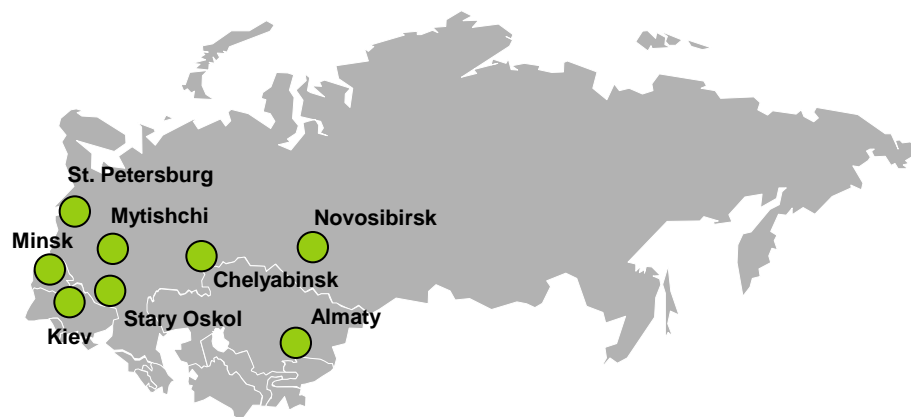 St. Petersburg
Mytishchi
Novosibirsk
Minsk
Chelyabinsk
Stary Oskol
Almaty
Kiev